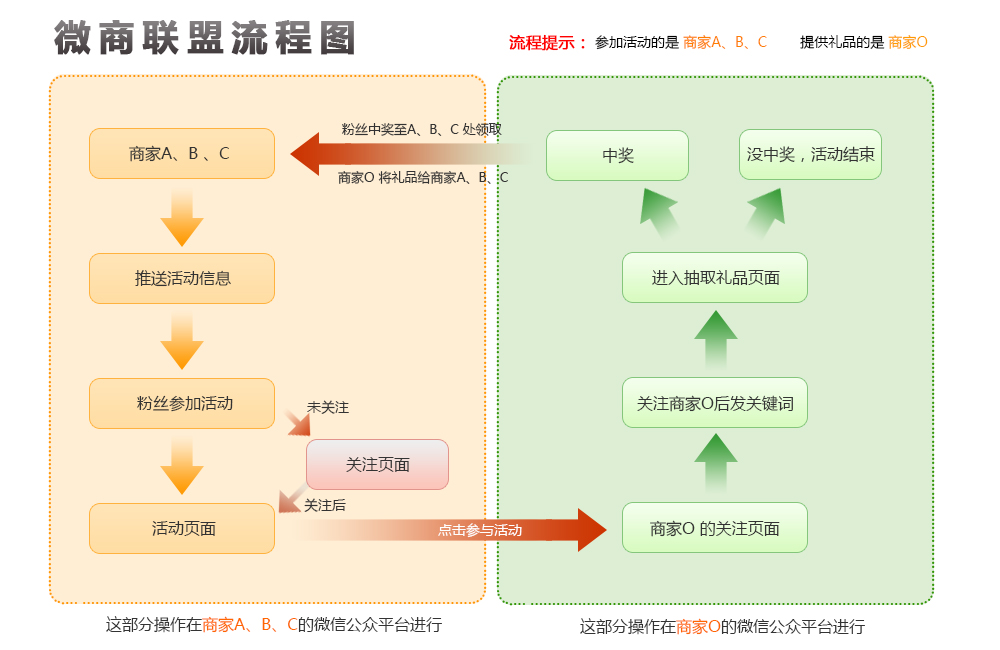 微商联盟流程图
流程提示： 参加活动的是 商家A、B、C 提供礼品的是 商家O
商家A、B 、C
推送活动信息
粉丝参加活动
未关注
关注页面
关注后
活动页面
点击参与活动
商家O 的关注页面
关注商家O后发关键词
进入抽取礼品页面
中奖
没中奖，活动结束
粉丝中奖至A、B、C 处领取
商家O 将礼品给商家A、B、C
这部分操作在商家A、B、C的微信公众平台进行
这部分操作在商家O的微信公众平台进行